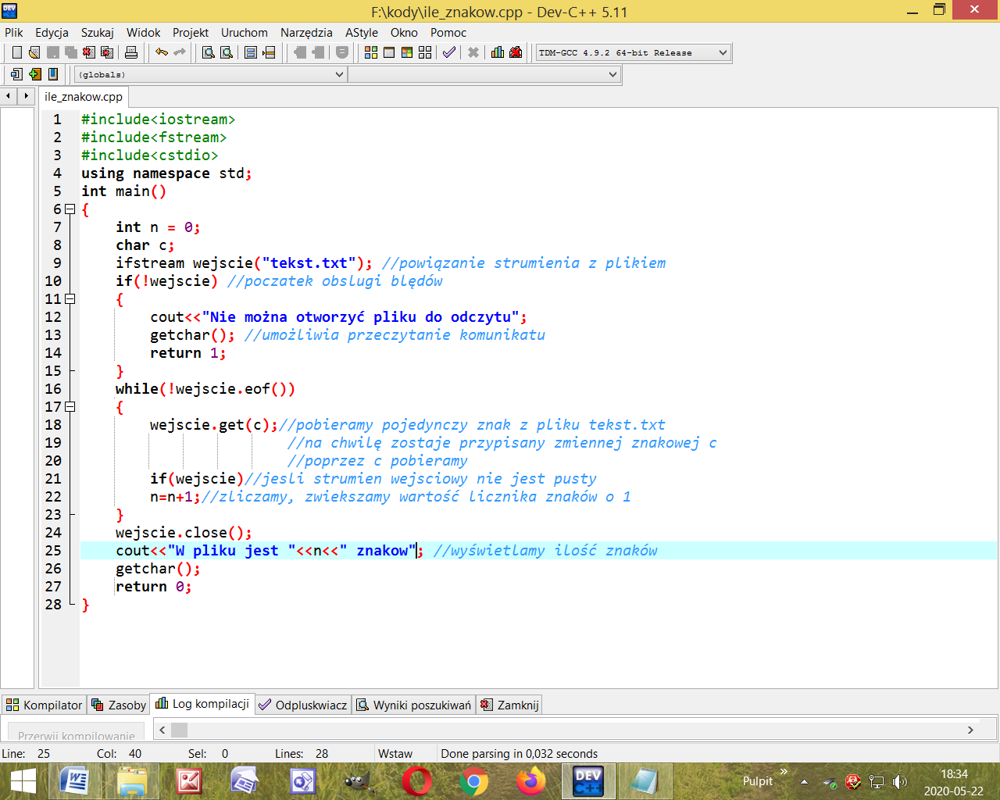 F:\kody\ile_znakow.cpp - Dev-C++ 5.11
Plik Edycja Szukaj Widok Projekt Uruchom Narzędzia AStyle Okno Pomoc
TDM-GCC 4.9.2 64-bit Release
(globals)
ile_znakow.cpp
1 #include<iostream>
2 #include<fstream>
3 #include<cstdio>
4 using namespace std;
5 int main()
6 {
7 int n = 0;
8 char c;
9 ifstream wejscie("tekst.txt"); //powiązanie strumienia z plikiem
10 if(!wejscie) //poczatek obslugi błędów
11 {
12 cout<<"Nie można otworzyć pliku do odczytu";
13 getchar(); //umożliwia przeczytanie komunikatu
14 return 1;
15 }
16 while(!wejscie.eof())
17 {
18 wejscie.get(c);//pobieramy pojedynczy znak z pliku tekst.txt
19 //na chwilę zostaje przypisany zmiennej znakowej c
20 //poprzez c pobieramy
21 if(wejscie)//jesli strumien wejsciowy nie jest pusty
22 n=n+1;//zliczamy, zwiekszamy wartość licznika znaków o 1
23 }
24 wejscie.close();
25 cout<<"W pliku jest "<<n<<" znakow"; //wyświetlamy ilość znaków
26 getchar();
27 return 0;
28 }
Kompilator Zasoby Log kompilacji Odpluskwiacz Wyniki poszukiwań Zamknij
Przerwij kompilowanie
Line: 25 Col: 40 Sel: 0 Lines: 28 Wstaw Done parsing in 0,032 seconds
DEV C++
Pulpit
18:34
2020-05-22